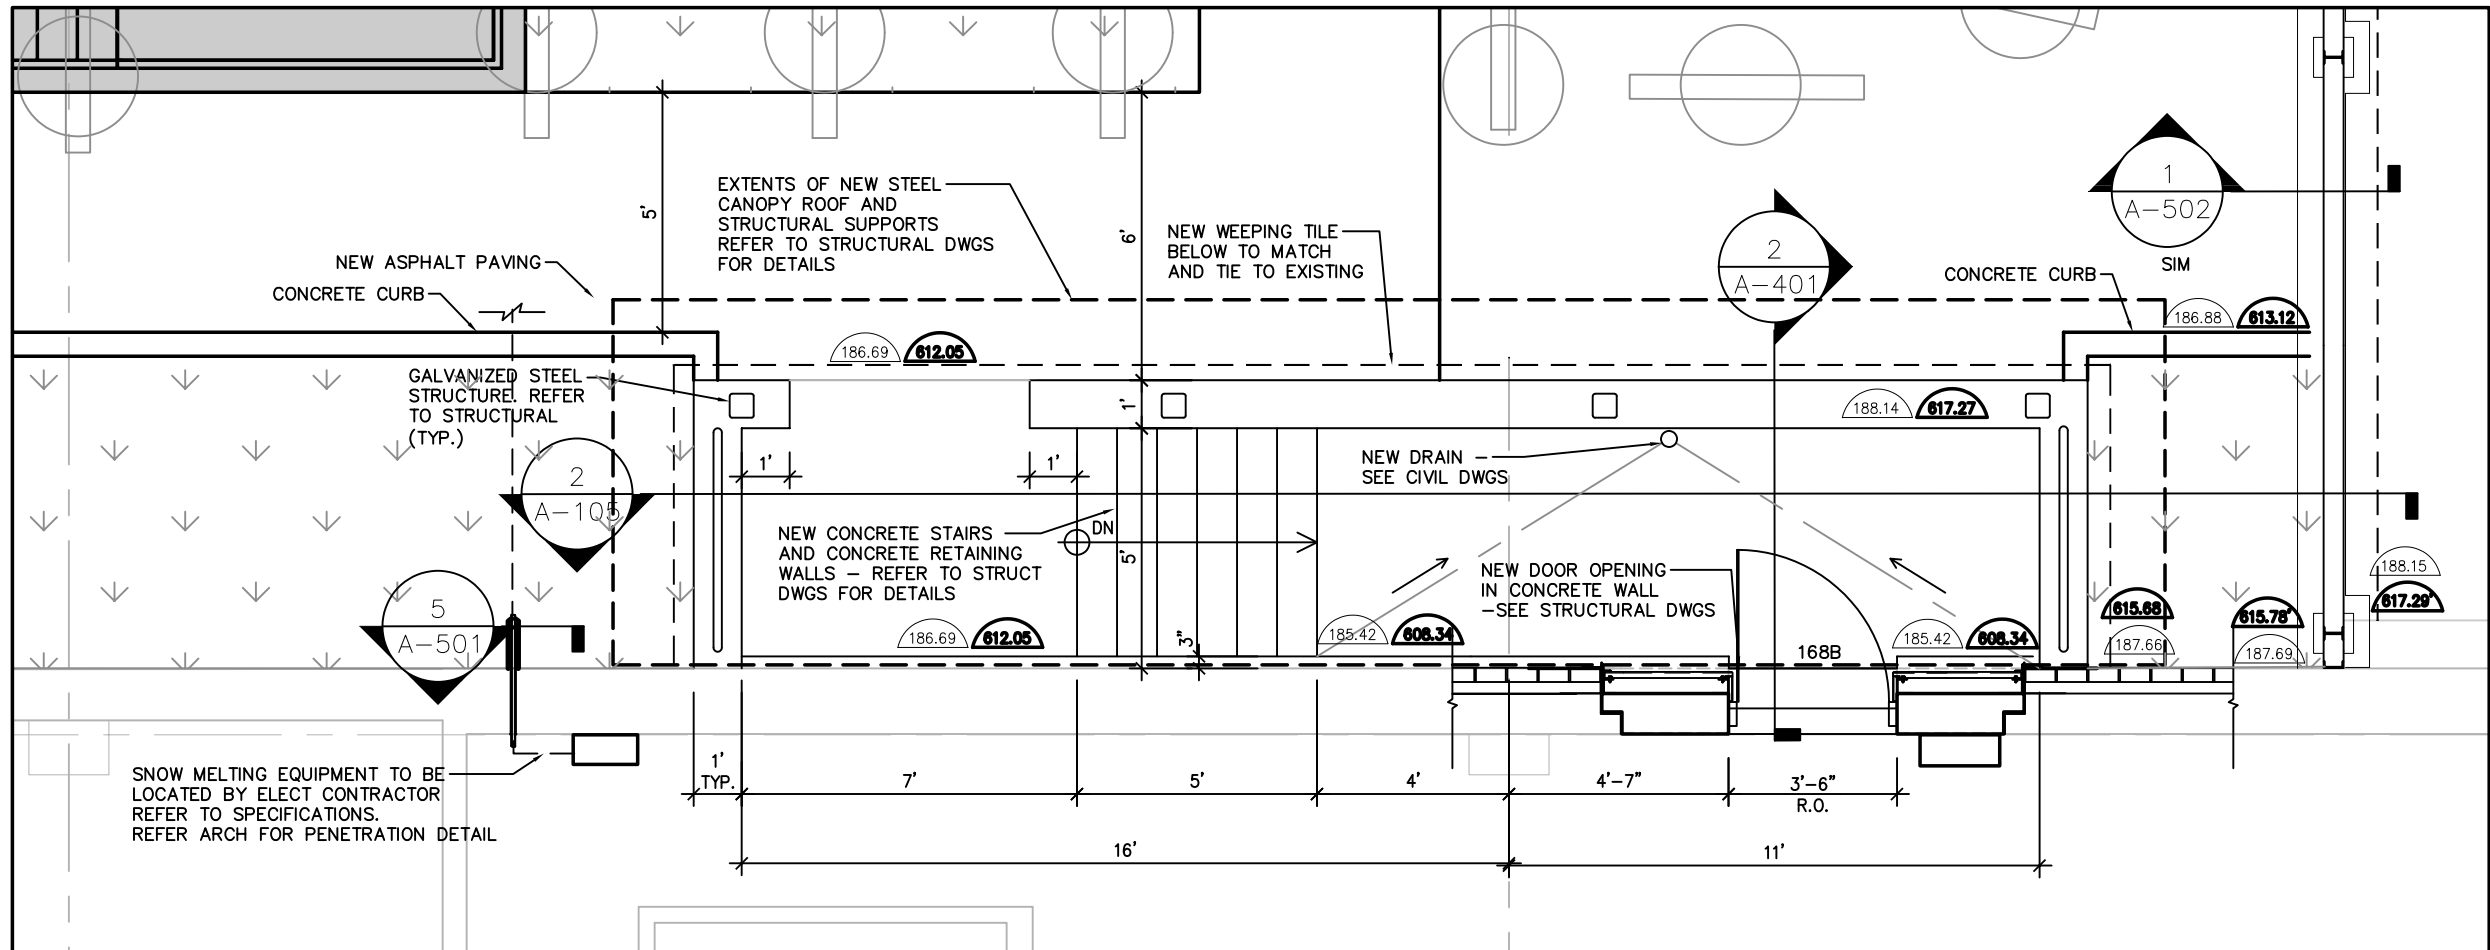 EXTENTS OF NEW STEEL
CANOPY ROOF AND
STRUCTURAL SUPPORTS
REFER TO STRUCTURAL DWGS
FOR DETAILS
5'
6'
NEW WEEPING TILE
BELOW TO MATCH
AND TIE TO EXISTING
1
A-502
SIM
2
A-401
NEW ASPHALT PAVING
CONCRETE CURB
CONCRETE CURB
186.88
613.12
186.69
612.05
GALVANIZED STEEL
STRUCTURE. REFER
TO STRUCTURAL
(TYP.)
1'
188.14
617.27
1'
1'
NEW DRAIN –
SEE CIVIL DWGS
2
A-105
NEW CONCRETE STAIRS
AND CONCRETE RETAINING
WALLS – REFER TO STRUCT
DWGS FOR DETAILS
DN
5'
NEW DOOR OPENING
IN CONCRETE WALL
-SEE STRUCTURAL DWGS
188.15
617.29'
5
A-501
186.69
612.05
3"
185.42
608.34
168B
185.42
608.34
615.68
187.66
615.78'
187.69
SNOW MELTING EQUIPMENT TO BE
LOCATED BY ELECT CONTRACTOR
REFER TO SPECIFICATIONS.
REFER ARCH FOR PENETRATION DETAIL
1'
TYP.
7'
5'
4'
4'-7"
3'-6"
R.O.
16'
11'